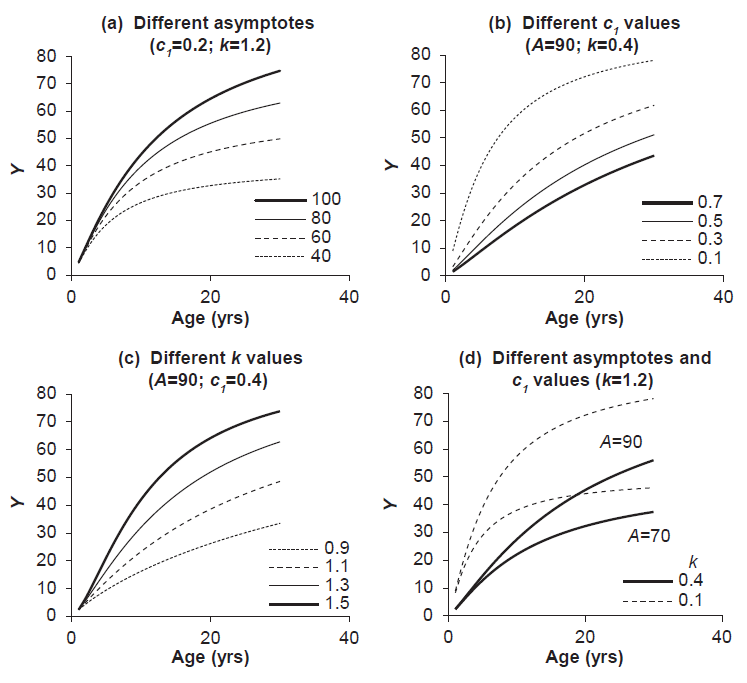 (a) Different asymptotes
(c1=0.2; k=1.2)
80
70
60
50
40
30
20
10
0
Y
100
80
60
40
0 20 40
Age (yrs)
(b) Different c1 values
(A=90; k=0.4)
80
70
60
50
40
30
20
10
0
Y
0.7
0.5
0.3
0.1
0 20 40
Age (yrs)
(c) Different k values
(A=90; c1=0.4)
80
70
60
50
40
30
20
10
0
Y
0.9
1.1
1.3
1.5
0 20 40
Age (yrs)
(d) Different asymptotes and
c1 values (k=1.2)
80
70
60
50
40
30
20
10
0
Y
A=90
A=70
k
0.4
0.1
0 20 40
Age (yrs)